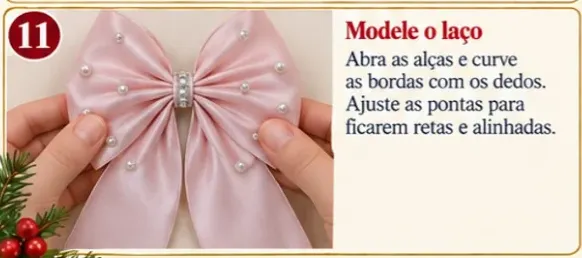 11
Modele o laço
Abra as alças e curve
as bordas com os dedos.
Ajuste as pontas para
ficarem retas e alinhadas.